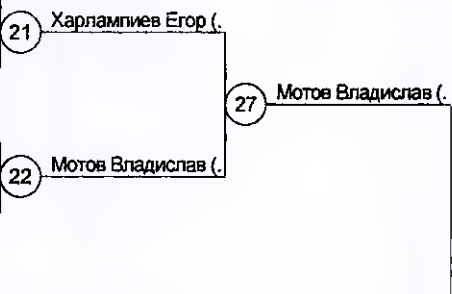 21 Харлампиев Егор (.
27 Мотов Владислав (.
22 Мотов Владислав (.